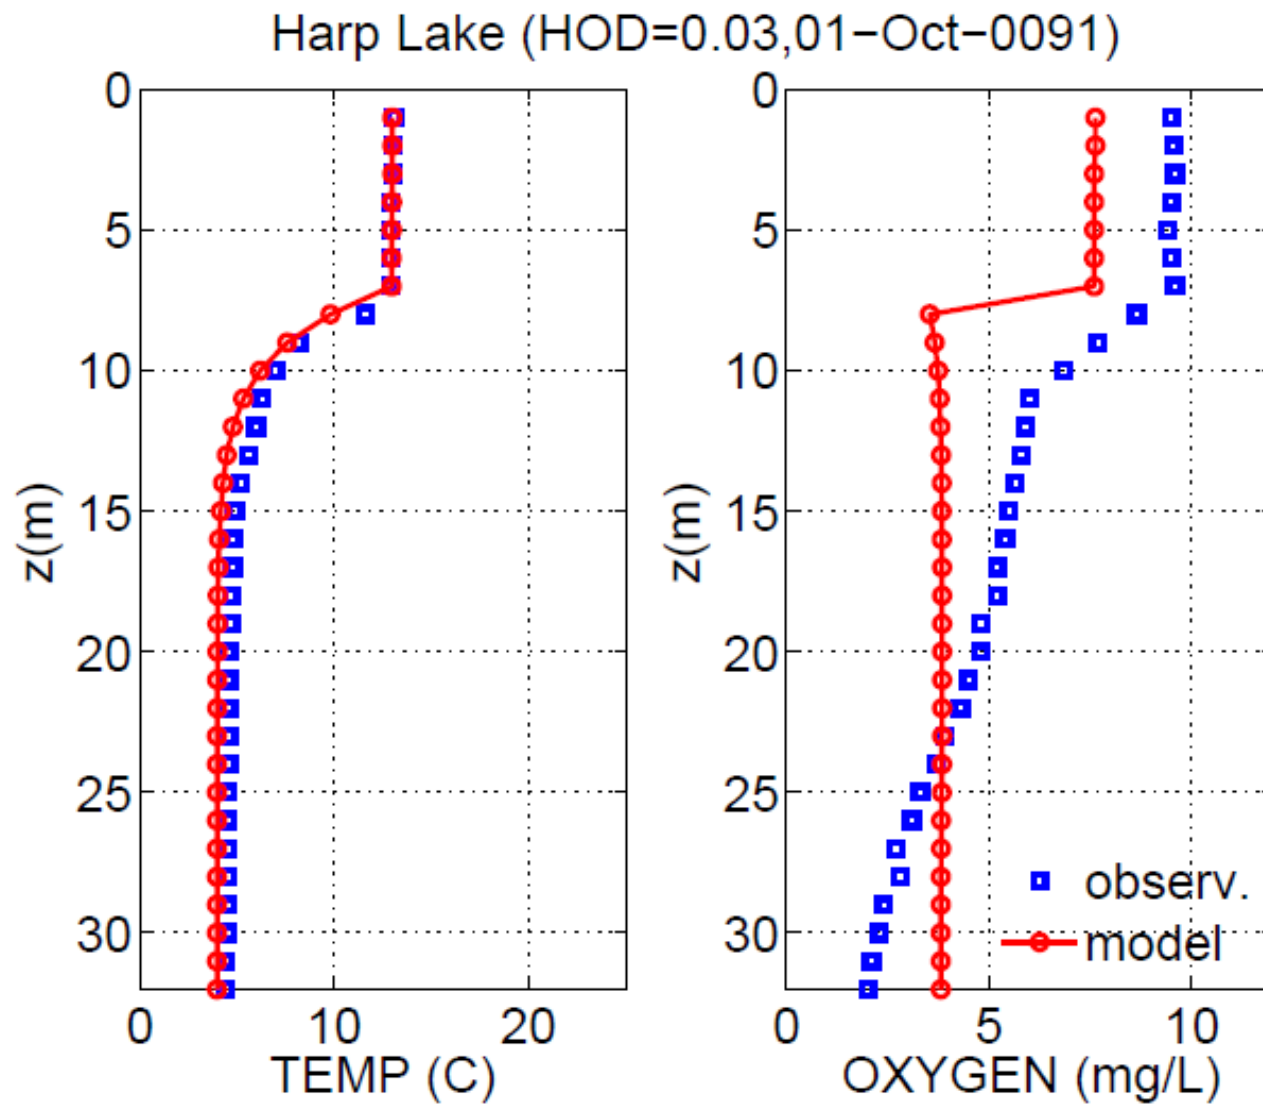 Harp Lake (HOD=0.03,01−Oct−0091)
0
5
10
15
20
25
30
z(m)
0 10 20
TEMP (C)
0
5
10
15
20
25
30
z(m)
observ.
model
0 5 10
OXYGEN (mg/L)